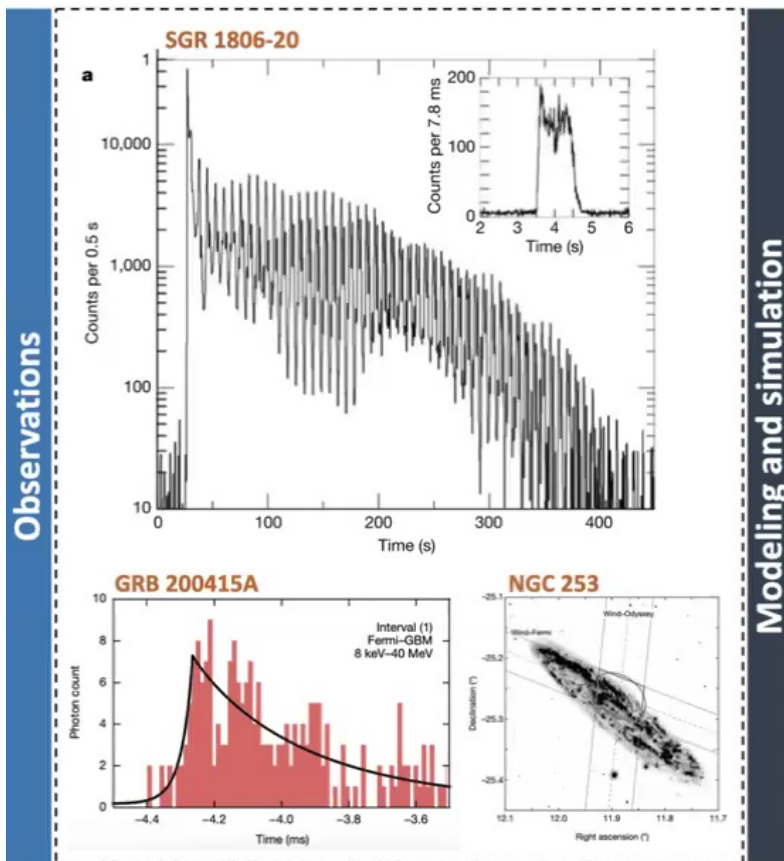 Observations
SGR 1806-20
a
Counts per 0.5 s
1
10,000
1,000
100
10
0
100
200
300
400
Time (s)
Counts per 7.8 ms
200
100
0
2
3
4
5
6
Time (s)
GRB 200415A
Photon count
10
8
6
4
2
0
Interval (1)
Fermi–GBM
8 keV–40 MeV
−4.4
−4.2
−4.0
−3.8
−3.6
Time (ms)
NGC 253
Declination (°)
−25.1
−25.2
−25.3
−25.4
Wind–Odyssey
Wind–Fermi
12.1
12.0
11.9
11.8
11.7
Right ascension (°)
Modeling and simulation